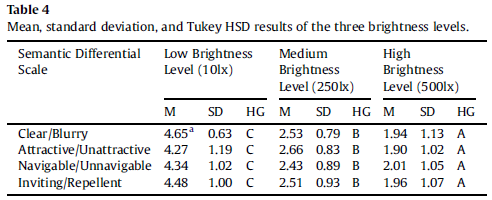 Table 4
Mean, standard deviation, and Tukey HSD results of the three brightness levels.
Semantic Differential Low Brightness Medium High
Scale Level (10lx) Brightness Brightness
Level (250lx) Level (500lx)
M SD HG M SD HG M SD HG
Clear/Blurry 4.65a 0.63 C 2.53 0.79 B 1.94 1.13 A
Attractive/Unattractive 4.27 1.19 C 2.66 0.83 B 1.90 1.02 A
Navigable/Unnavigable 4.34 1.02 C 2.43 0.89 B 2.01 1.05 A
Inviting/Repellent 4.48 1.00 C 2.51 0.93 B 1.96 1.07 A